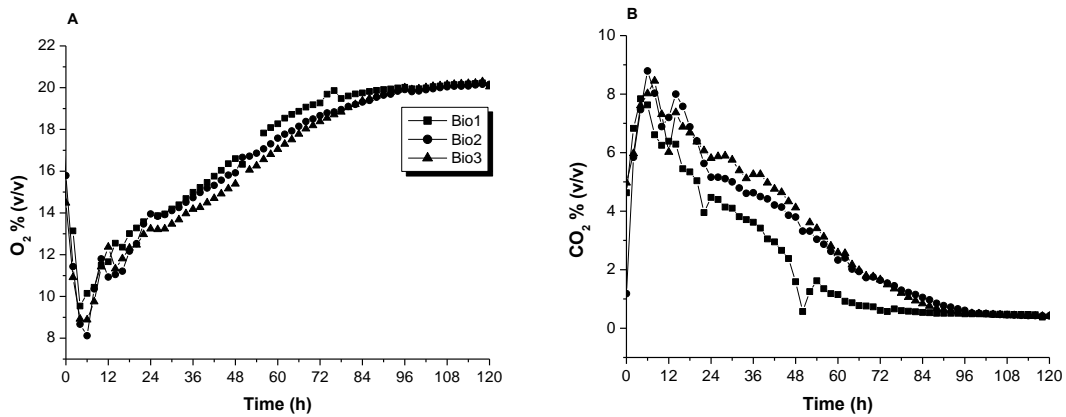 A
22
20
18
16
14
12
10
8
O₂ % (v/v)
0 12 24 36 48 60 72 84 96 108 120
Time (h)
Bio1
Bio2
Bio3
B
10
8
6
4
2
0
CO₂ % (v/v)
0 12 24 36 48 60 72 84 96 108 120
Time (h)